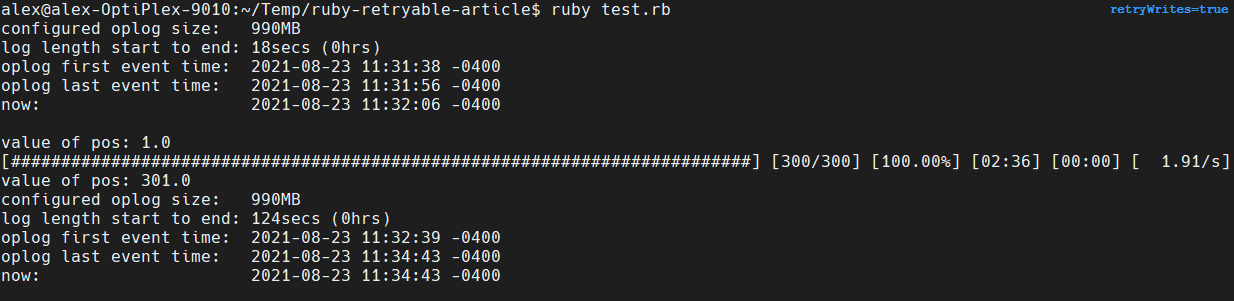 alex@alex-OptiPlex-9010:~/Temp/ruby-retryable-article$ ruby test.rb retryWrites=true
configured oplog size:   990MB
log length start to end: 18secs (0hrs)
oplog first event time:  2021-08-23 11:31:38 -0400
oplog last event time:   2021-08-23 11:31:56 -0400
now:                     2021-08-23 11:32:06 -0400
value of pos: 1.0
[##########################################################################] [300/300] [100.00%] [02:36] [00:00] [  1.91/s]
value of pos: 301.0
configured oplog size:   990MB
log length start to end: 124secs (0hrs)
oplog first event time:  2021-08-23 11:32:39 -0400
oplog last event time:   2021-08-23 11:34:43 -0400
now:                     2021-08-23 11:34:43 -0400